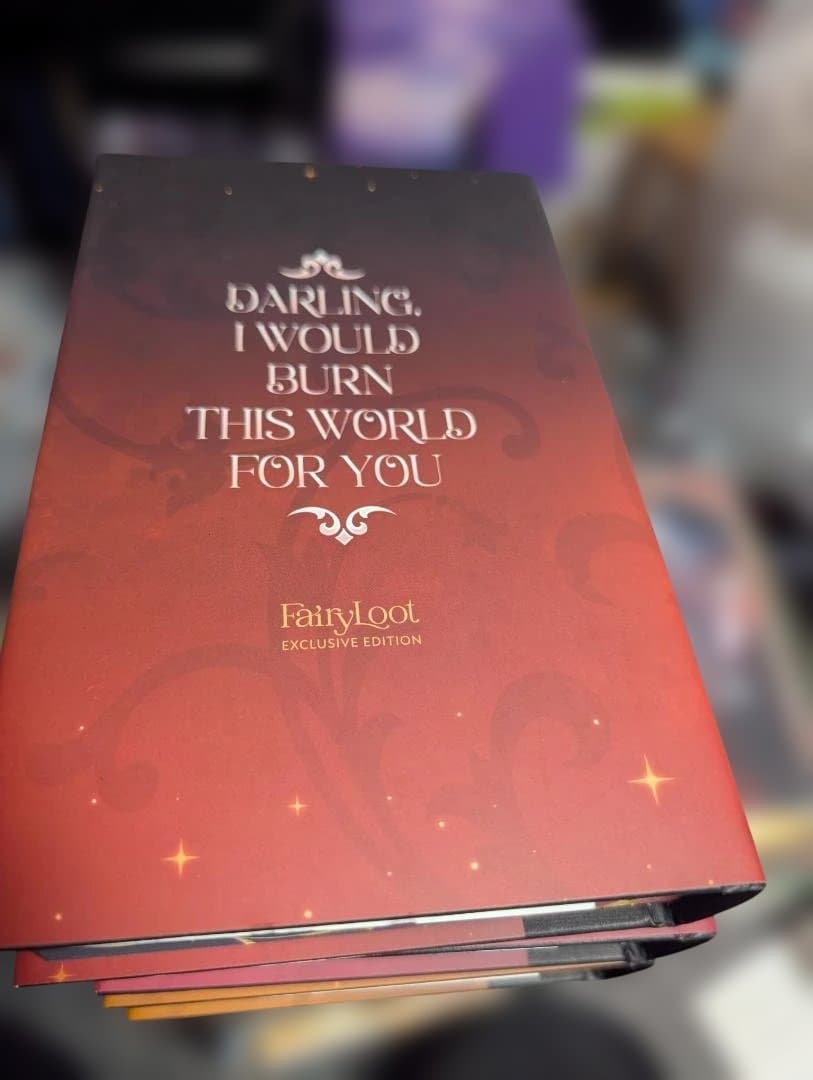 DARLING,
I WOULD
BURN
THIS WORLD
FOR YOU
FairyLoot
EXCLUSIVE EDITION